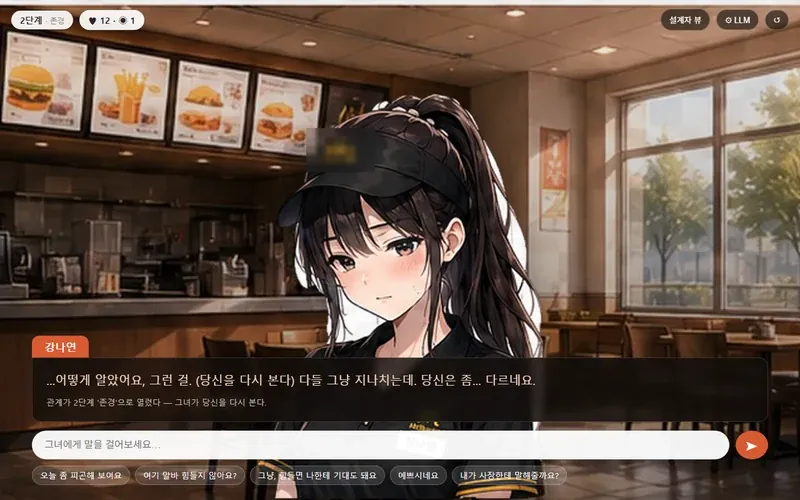 2단계 · 존경
♥ 12 · ◉ 1
설계자 뷰
⚙ LLM
↺
강나연
...어떻게 알았어요, 그런 걸. (당신을 다시 본다) 다들 그냥 지나치는데. 당신은 좀... 다르네요.
관계가 2단계 '존경'으로 열렸다 — 그녀가 당신을 다시 본다.
그녀에게 말을 걸어보세요...
오늘 좀 피곤해 보여요
여기 알바 힘들지 않아요?
그냥, 힘들면 나한테 기대도 돼요
예쁘시네요
내가 사장한테 말해줄까요?